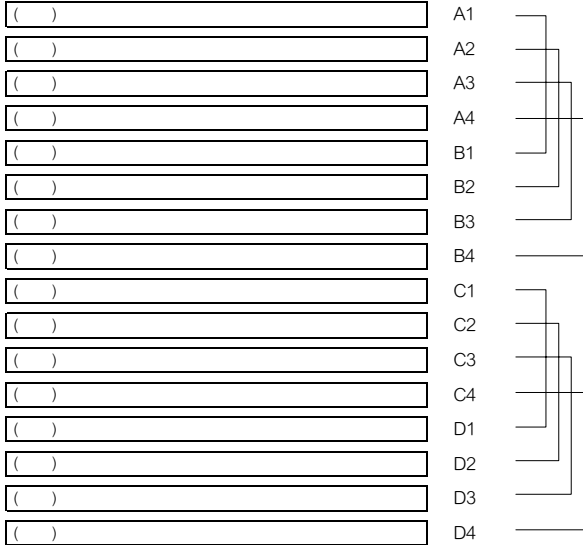 (    ) A1
(    ) A2
(    ) A3
(    ) A4
(    ) B1
(    ) B2
(    ) B3
(    ) B4
(    ) C1
(    ) C2
(    ) C3
(    ) C4
(    ) D1
(    ) D2
(    ) D3
(    ) D4